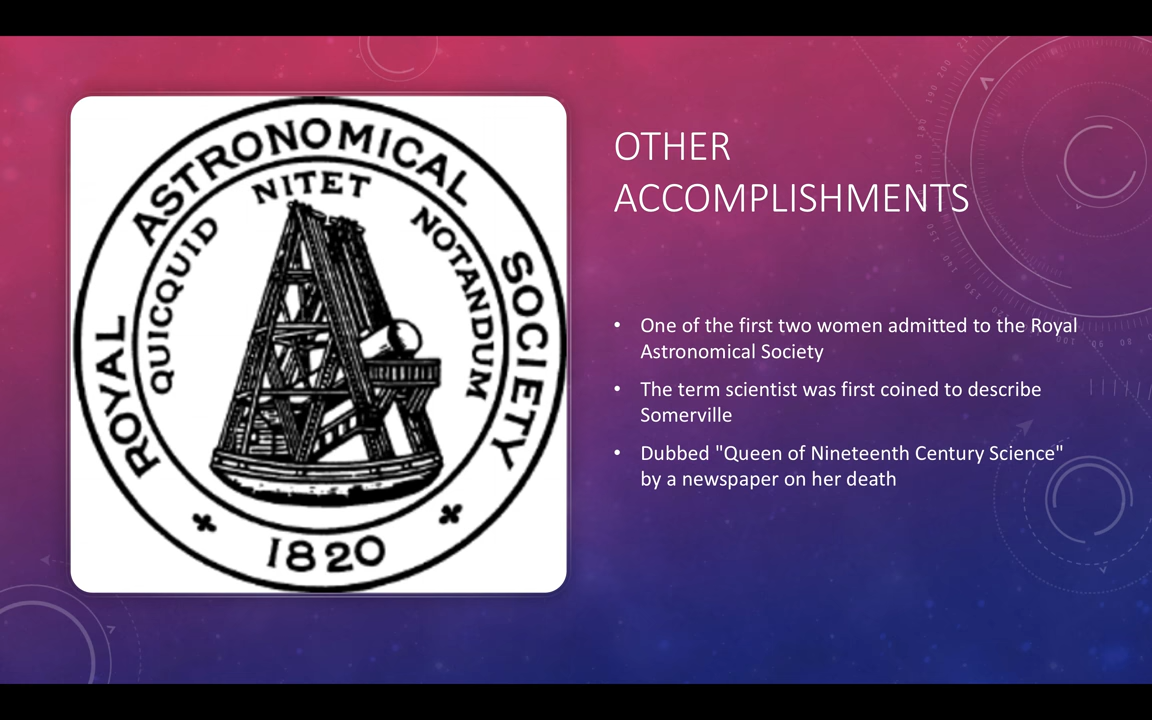 ROYAL ASTRONOMICAL SOCIETY
QUICQUID NITET NOTANDUM
1820
OTHER
ACCOMPLISHMENTS
• One of the first two women admitted to the Royal
Astronomical Society
• The term scientist was first coined to describe
Somerville
• Dubbed "Queen of Nineteenth Century Science"
by a newspaper on her death